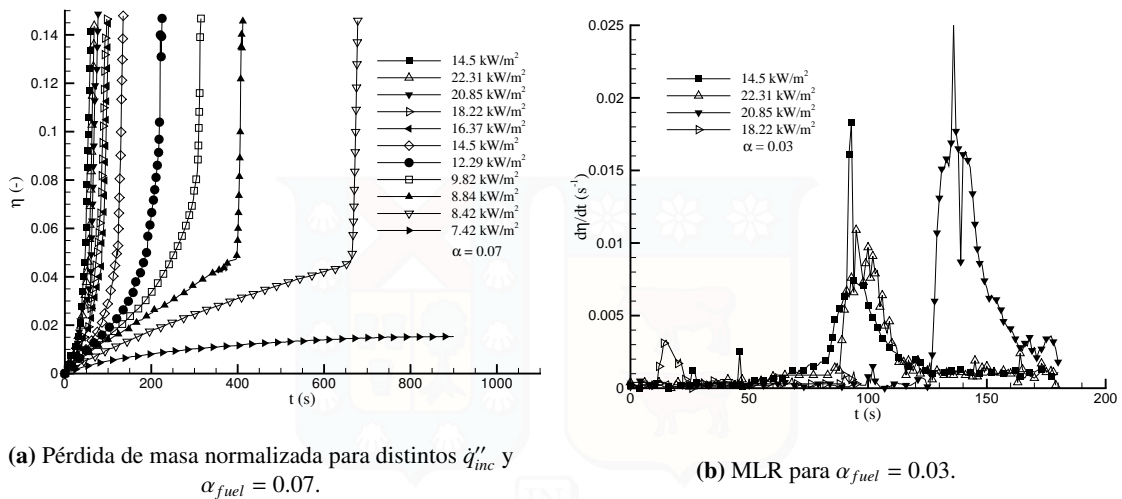 0.14
0.12
0.1
0.08
0.06
0.04
0.02
0
η (-)
0
200
400
600
800
1000
t (s)
14.5 kW/m²
22.31 kW/m²
20.85 kW/m²
18.22 kW/m²
16.37 kW/m²
14.5 kW/m²
12.29 kW/m²
9.82 kW/m²
8.84 kW/m²
8.42 kW/m²
7.42 kW/m²
α = 0.07
(a) Pérdida de masa normalizada para distintos q̇″inc y
αfuel = 0.07.
0.025
0.02
0.015
0.01
0.005
0
dη/dt (s⁻¹)
0
50
100
150
200
t (s)
14.5 kW/m²
22.31 kW/m²
20.85 kW/m²
18.22 kW/m²
α = 0.03
(b) MLR para αfuel = 0.03.